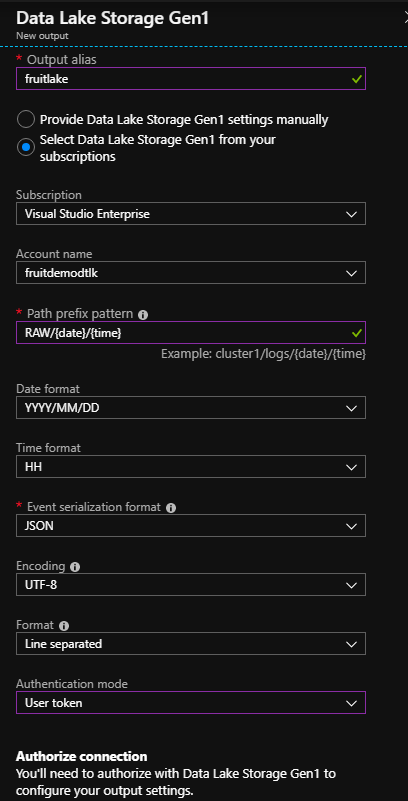 Data Lake Storage Gen1
New output
* Output alias
fruitlake
Provide Data Lake Storage Gen1 settings manually
Select Data Lake Storage Gen1 from your
subscriptions
Subscription
Visual Studio Enterprise
Account name
fruitdemodtlk
* Path prefix pattern
RAW/{date}/{time}
Example: cluster1/logs/{date}/{time}
Date format
YYYY/MM/DD
Time format
HH
* Event serialization format
JSON
Encoding
UTF-8
Format
Line separated
Authentication mode
User token
Authorize connection
You'll need to authorize with Data Lake Storage Gen1 to
configure your output settings.